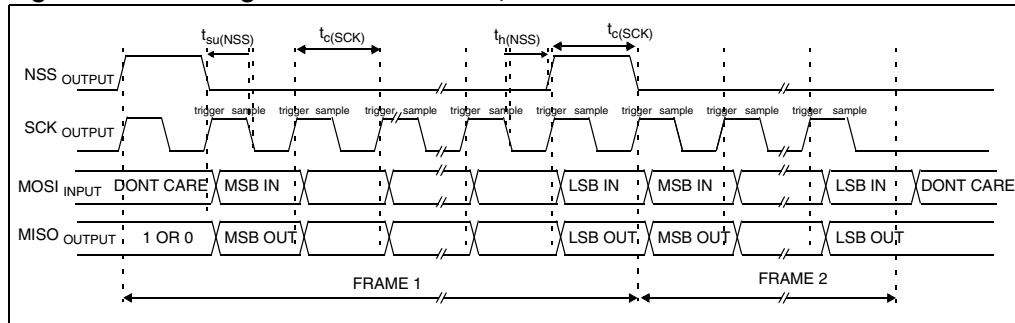 tsu(NSS) tc(SCK) th(NSS) tc(SCK)
NSS OUTPUT
trigger sample trigger sample trigger sample trigger sample trigger sample trigger sample trigger sample trigger sample
SCK OUTPUT
MOSI INPUT DONT CARE MSB IN LSB IN MSB IN LSB IN DONT CARE
MISO OUTPUT 1 OR 0 MSB OUT LSB OUT MSB OUT LSB OUT
FRAME 1 FRAME 2